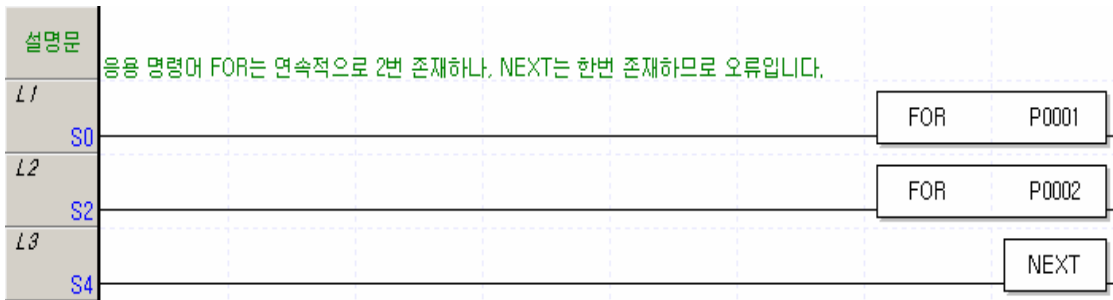 설명문
응용 명령어 FOR는 연속적으로 2번 존재하나, NEXT는 한번 존재하므로 오류입니다.
L1
FOR P0001
S0
L2
FOR P0002
S2
L3
NEXT
S4